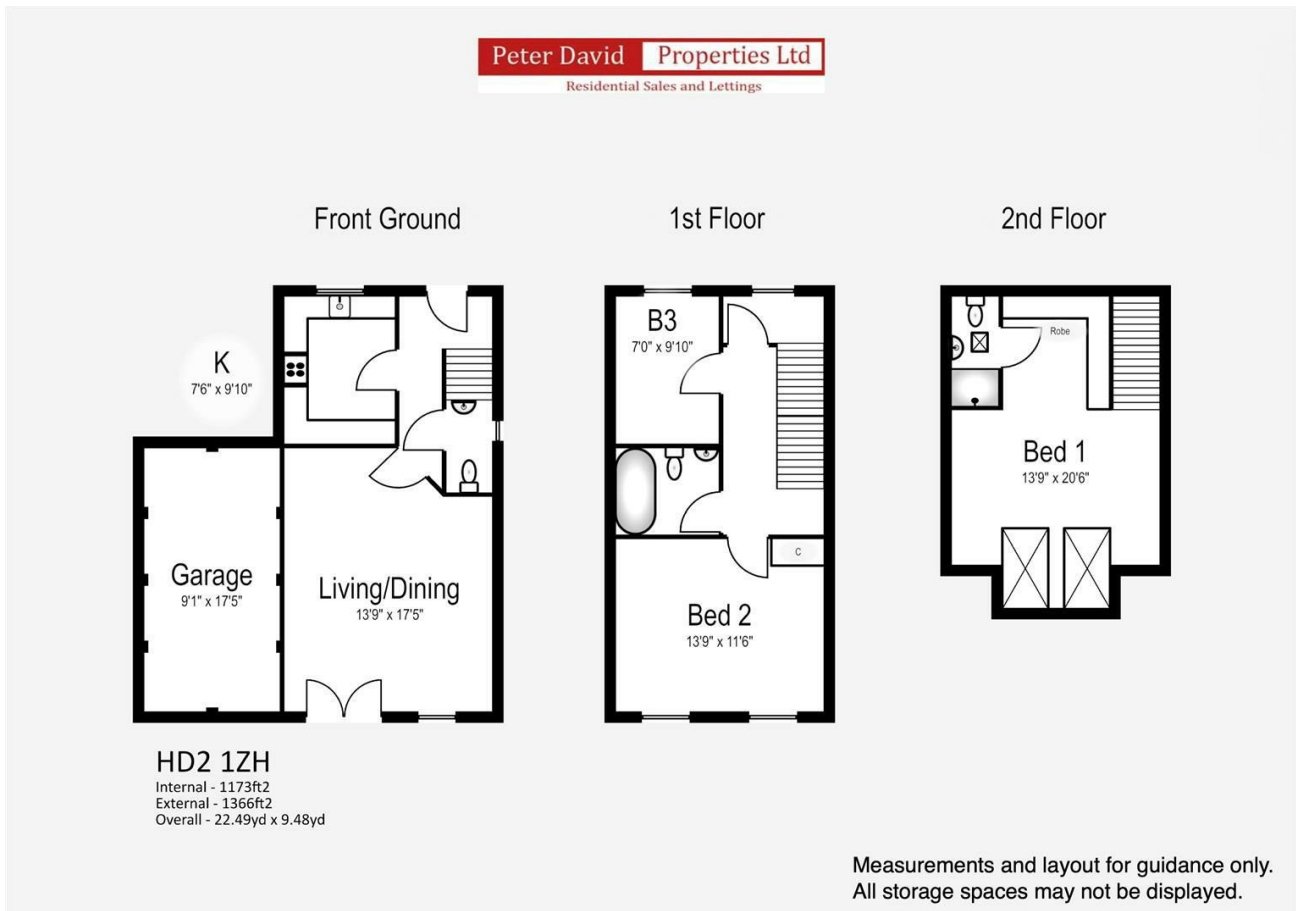 Peter David Properties Ltd
Residential Sales and Lettings
Front Ground
1st Floor
2nd Floor
K
7'6" x 9'10"
Garage
9'1" x 17'5"
Living/Dining
13'9" x 17'5"
B3
7'0" x 9'10"
C
Bed 2
13'9" x 11'6"
Robe
Bed 1
13'9" x 20'6"
HD2 1ZH
Internal - 1173ft2
External - 1366ft2
Overall - 22.49yd x 9.48yd
Measurements and layout for guidance only.
All storage spaces may not be displayed.